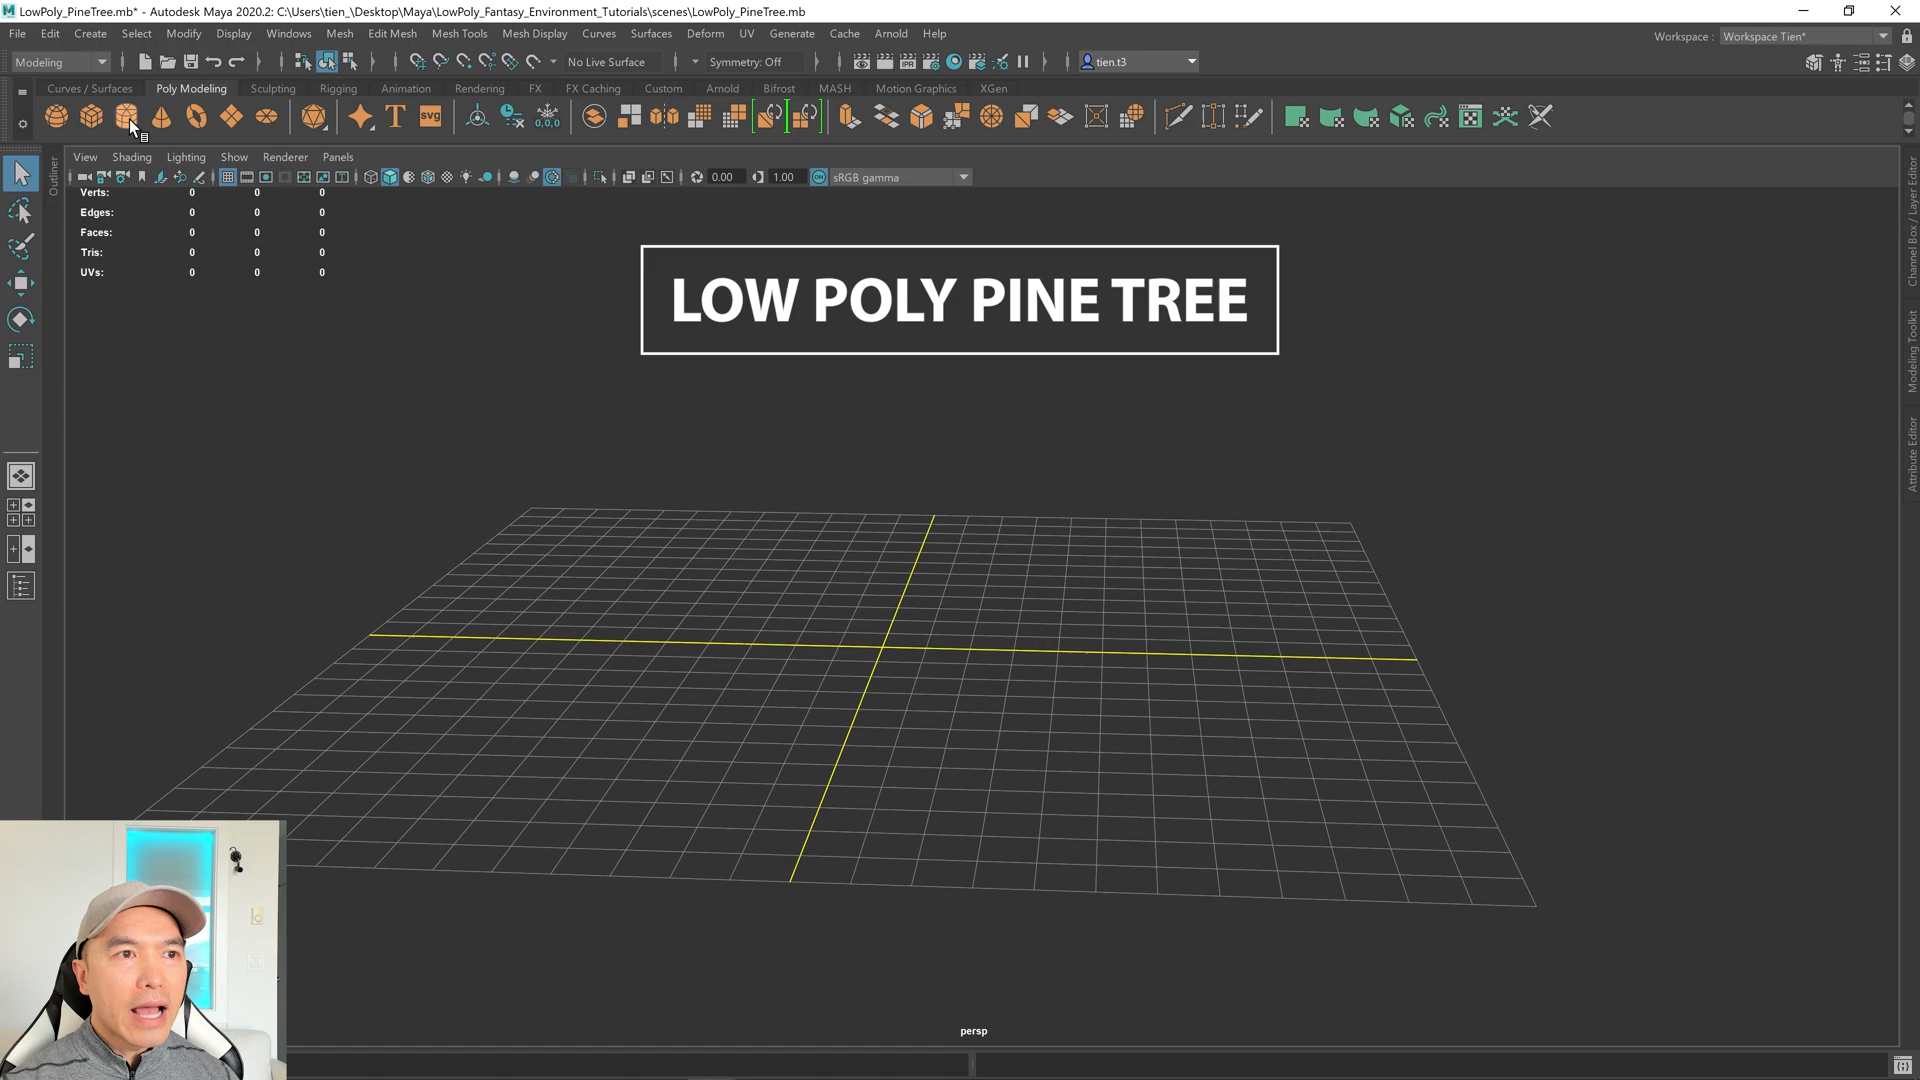 LowPoly_PineTree.mb* - Autodesk Maya 2020.2: C:\Users\tien_\Desktop\Maya\LowPoly_Fantasy_Environment_Tutorials\scenes\LowPoly_PineTree.mb
File Edit Create Select Modify Display Windows Mesh Edit Mesh Mesh Tools Mesh Display Curves Surfaces Deform UV Generate Cache Arnold Help
Workspace : Workspace Tien*
Modeling No Live Surface Symmetry: Off tien.t3
Curves / Surfaces Poly Modeling Sculpting Rigging Animation Rendering FX FX Caching Custom Arnold Bifrost MASH Motion Graphics XGen
T svg 0,0,0
View Shading Lighting Show Renderer Panels
0.00 1.00 ON sRGB gamma
Outliner
Verts: 0 0 0
Edges: 0 0 0
Faces: 0 0 0
Tris: 0 0 0
UVs: 0 0 0
LOW POLY PINE TREE
Channel Box / Layer Editor
Modeling Toolkit
Attribute Editor
persp